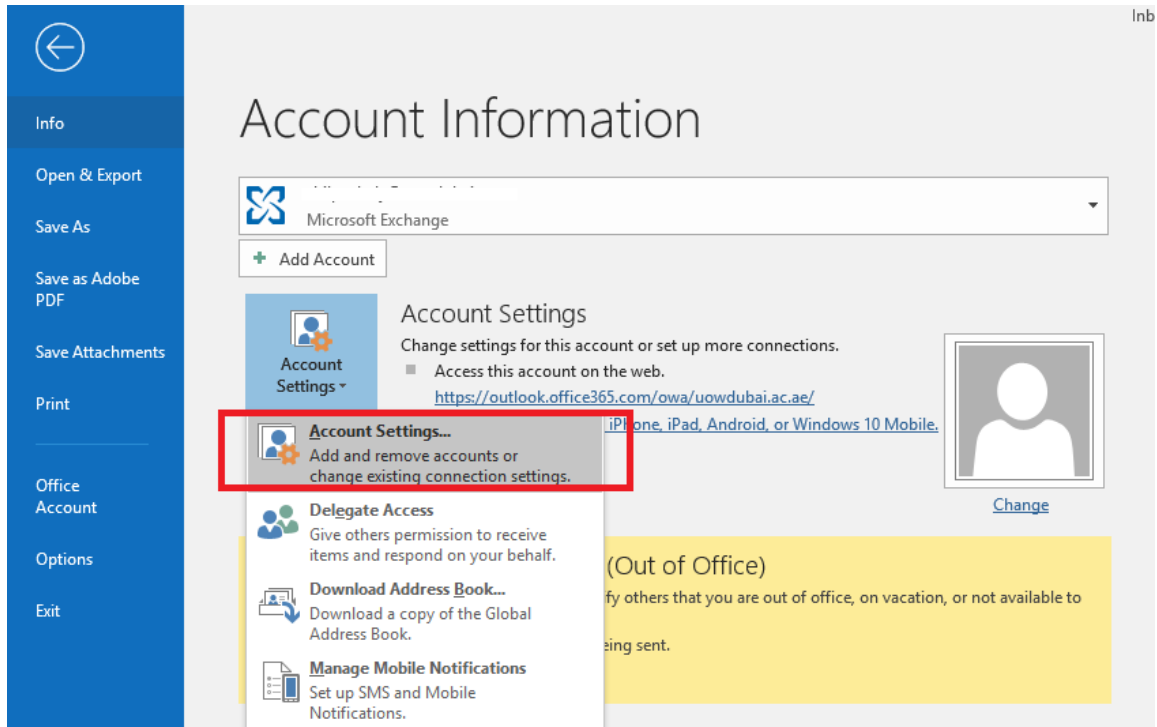 Inb
Info
Open & Export
Save As
Save as Adobe
PDF
Save Attachments
Print
Office
Account
Options
Exit
Account Information
Microsoft Exchange
Add Account
Account
Settings
Account Settings
Change settings for this account or set up more connections.
Access this account on the web.
https://outlook.office365.com/owa/uowdubai.ac.ae/
iPhone, iPad, Android, or Windows 10 Mobile.
Change
Account Settings...
Add and remove accounts or
change existing connection settings.
Delegate Access
Give others permission to receive
items and respond on your behalf.
Download Address Book...
Download a copy of the Global
Address Book.
Manage Mobile Notifications
Set up SMS and Mobile
Notifications.
(Out of Office)
fy others that you are out of office, on vacation, or not available to
eing sent.